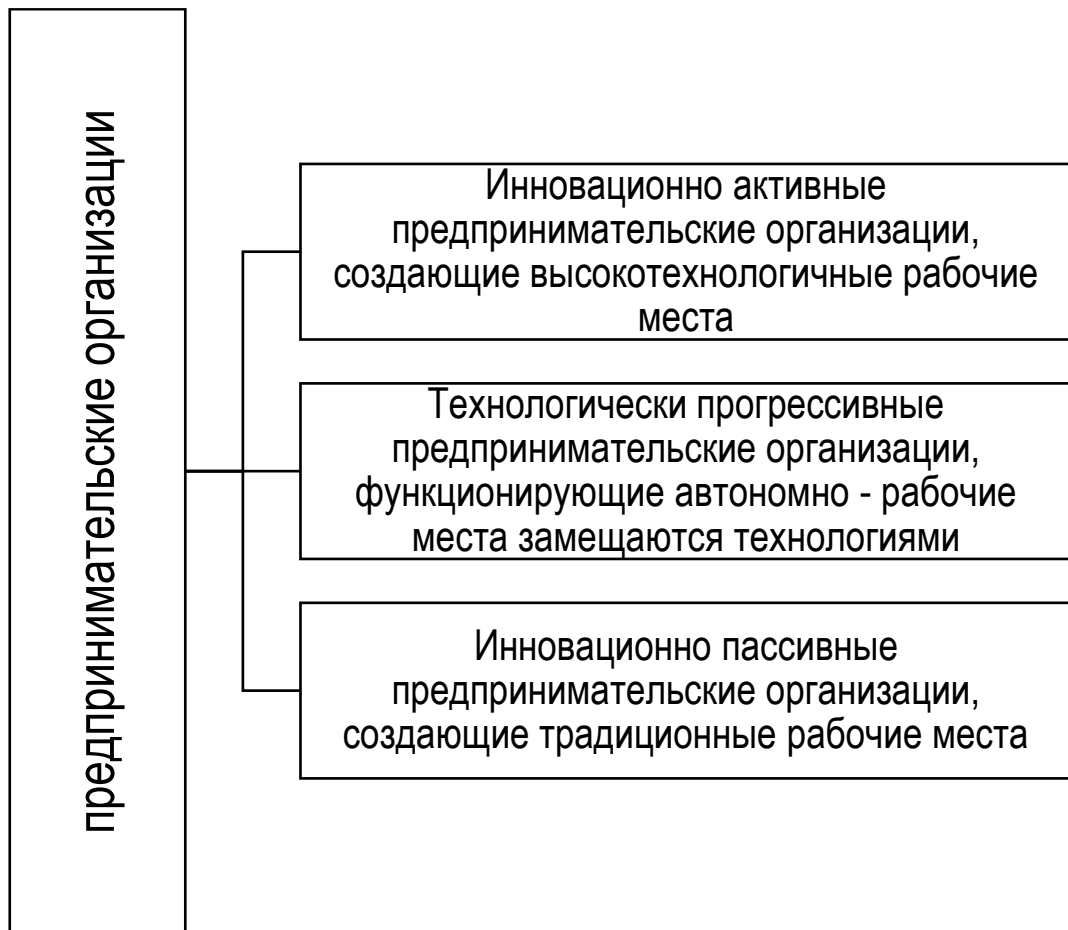 предпринимательские организации
Инновационно активные
предпринимательские организации,
создающие высокотехнологичные рабочие
места
Технологически прогрессивные
предпринимательские организации,
функционирующие автономно - рабочие
места замещаются технологиями
Инновационно пассивные
предпринимательские организации,
создающие традиционные рабочие места